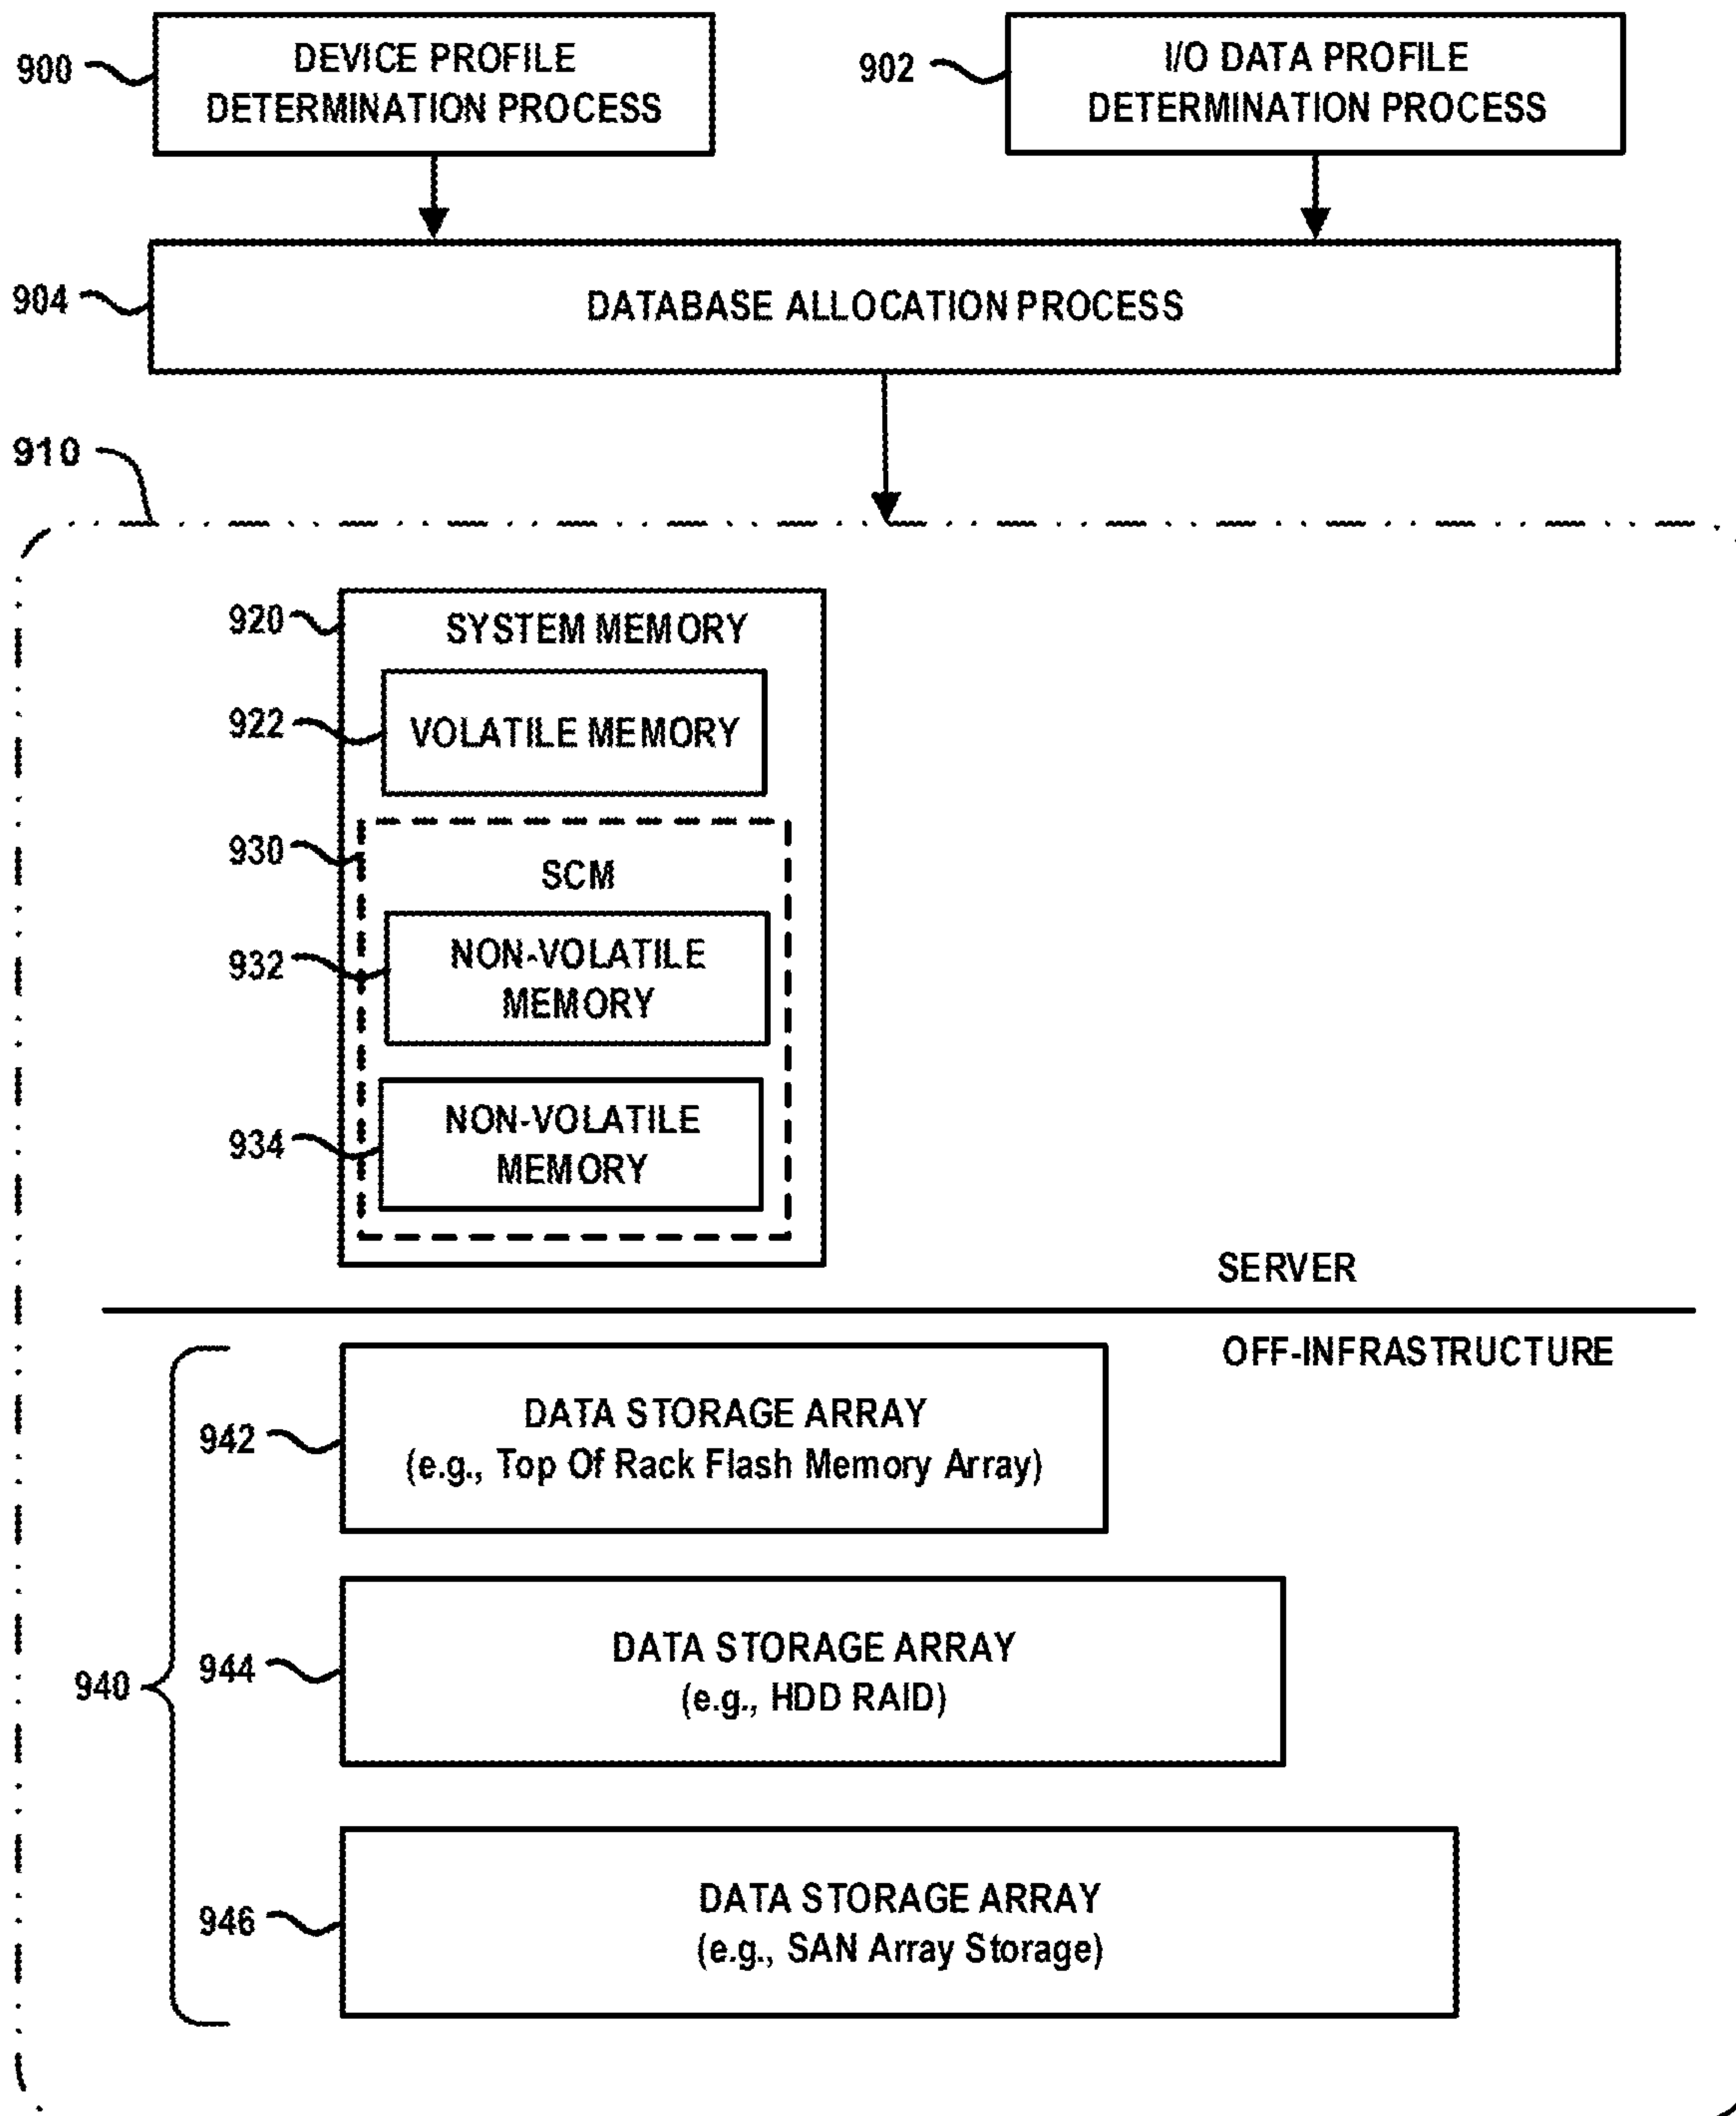 900
DEVICE PROFILE
DETERMINATION PROCESS
902
I/O DATA PROFILE
DETERMINATION PROCESS
904
DATABASE ALLOCATION PROCESS
910
920
SYSTEM MEMORY
922
VOLATILE MEMORY
930
SCM
932
NON-VOLATILE
MEMORY
934
NON-VOLATILE
MEMORY
SERVER
OFF-INFRASTRUCTURE
940
942
DATA STORAGE ARRAY
(e.g., Top Of Rack Flash Memory Array)
944
DATA STORAGE ARRAY
(e.g., HDD RAID)
946
DATA STORAGE ARRAY
(e.g., SAN Array Storage)